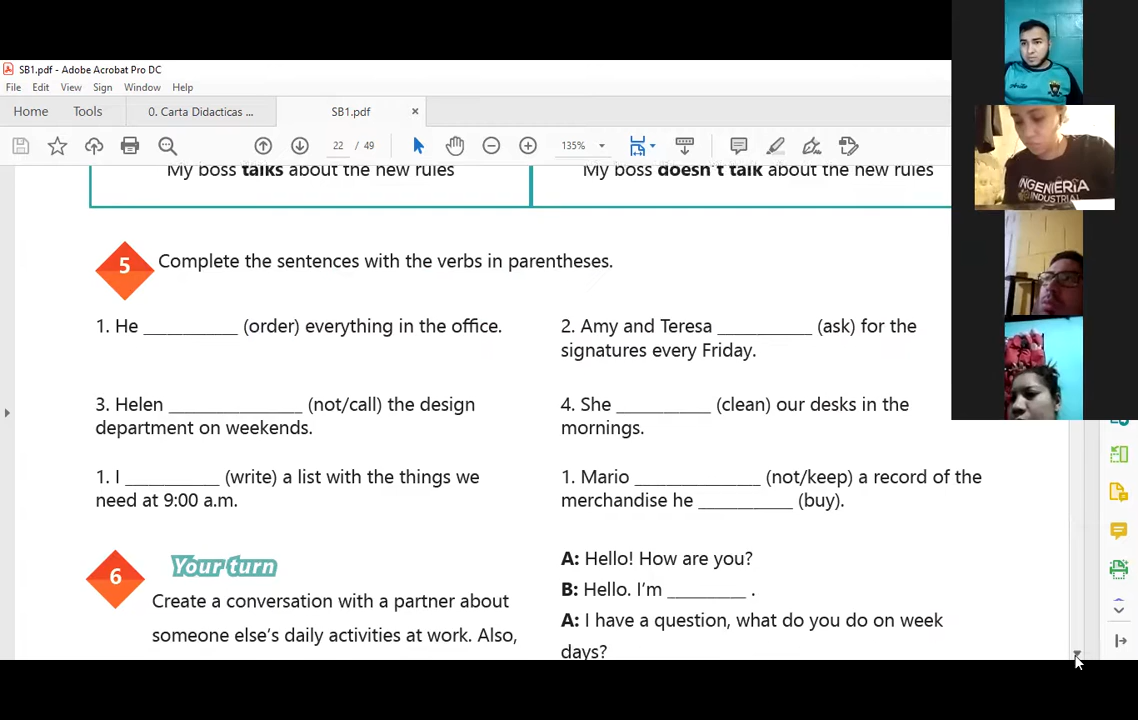 SB1.pdf - Adobe Acrobat Pro DC
File Edit View Sign Window Help
Home Tools 0. Carta Didacticas ... SB1.pdf ×
22 / 49 135%
My boss talks about the new rules
My boss doesn't talk about the new rules
5 Complete the sentences with the verbs in parentheses.
1. He __________ (order) everything in the office.
2. Amy and Teresa __________ (ask) for the
signatures every Friday.
3. Helen ______________ (not/call) the design
department on weekends.
4. She __________ (clean) our desks in the
mornings.
1. I __________ (write) a list with the things we
need at 9:00 a.m.
1. Mario _____________ (not/keep) a record of the
merchandise he __________ (buy).
6 Your turn
Create a conversation with a partner about
someone else's daily activities at work. Also,
A: Hello! How are you?
B: Hello. I'm ________ .
A: I have a question, what do you do on week
days?
INGENIERÍA
INDUSTRIAL